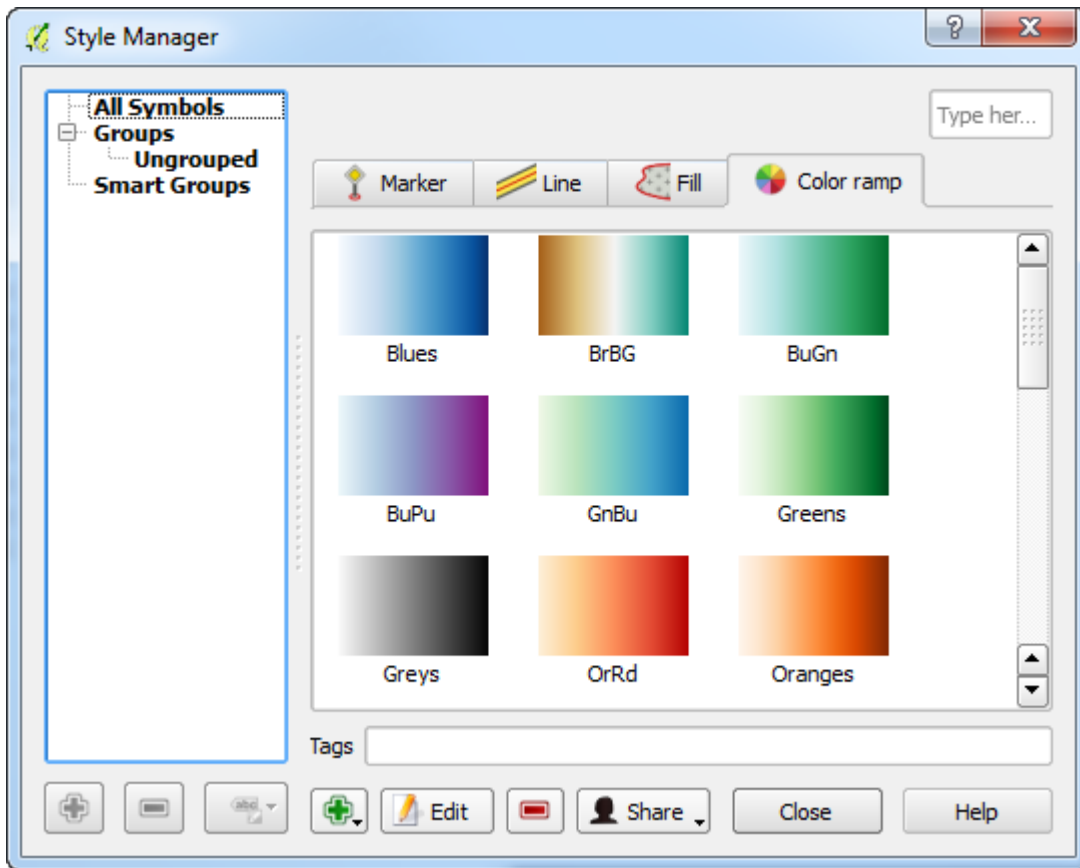 Style Manager
All Symbols
Groups
Ungrouped
Smart Groups
Type her...
Marker
Line
Fill
Color ramp
Blues
BrBG
BuGn
BuPu
GnBu
Greens
Greys
OrRd
Oranges
Tags
abc
Edit
Share
Close
Help